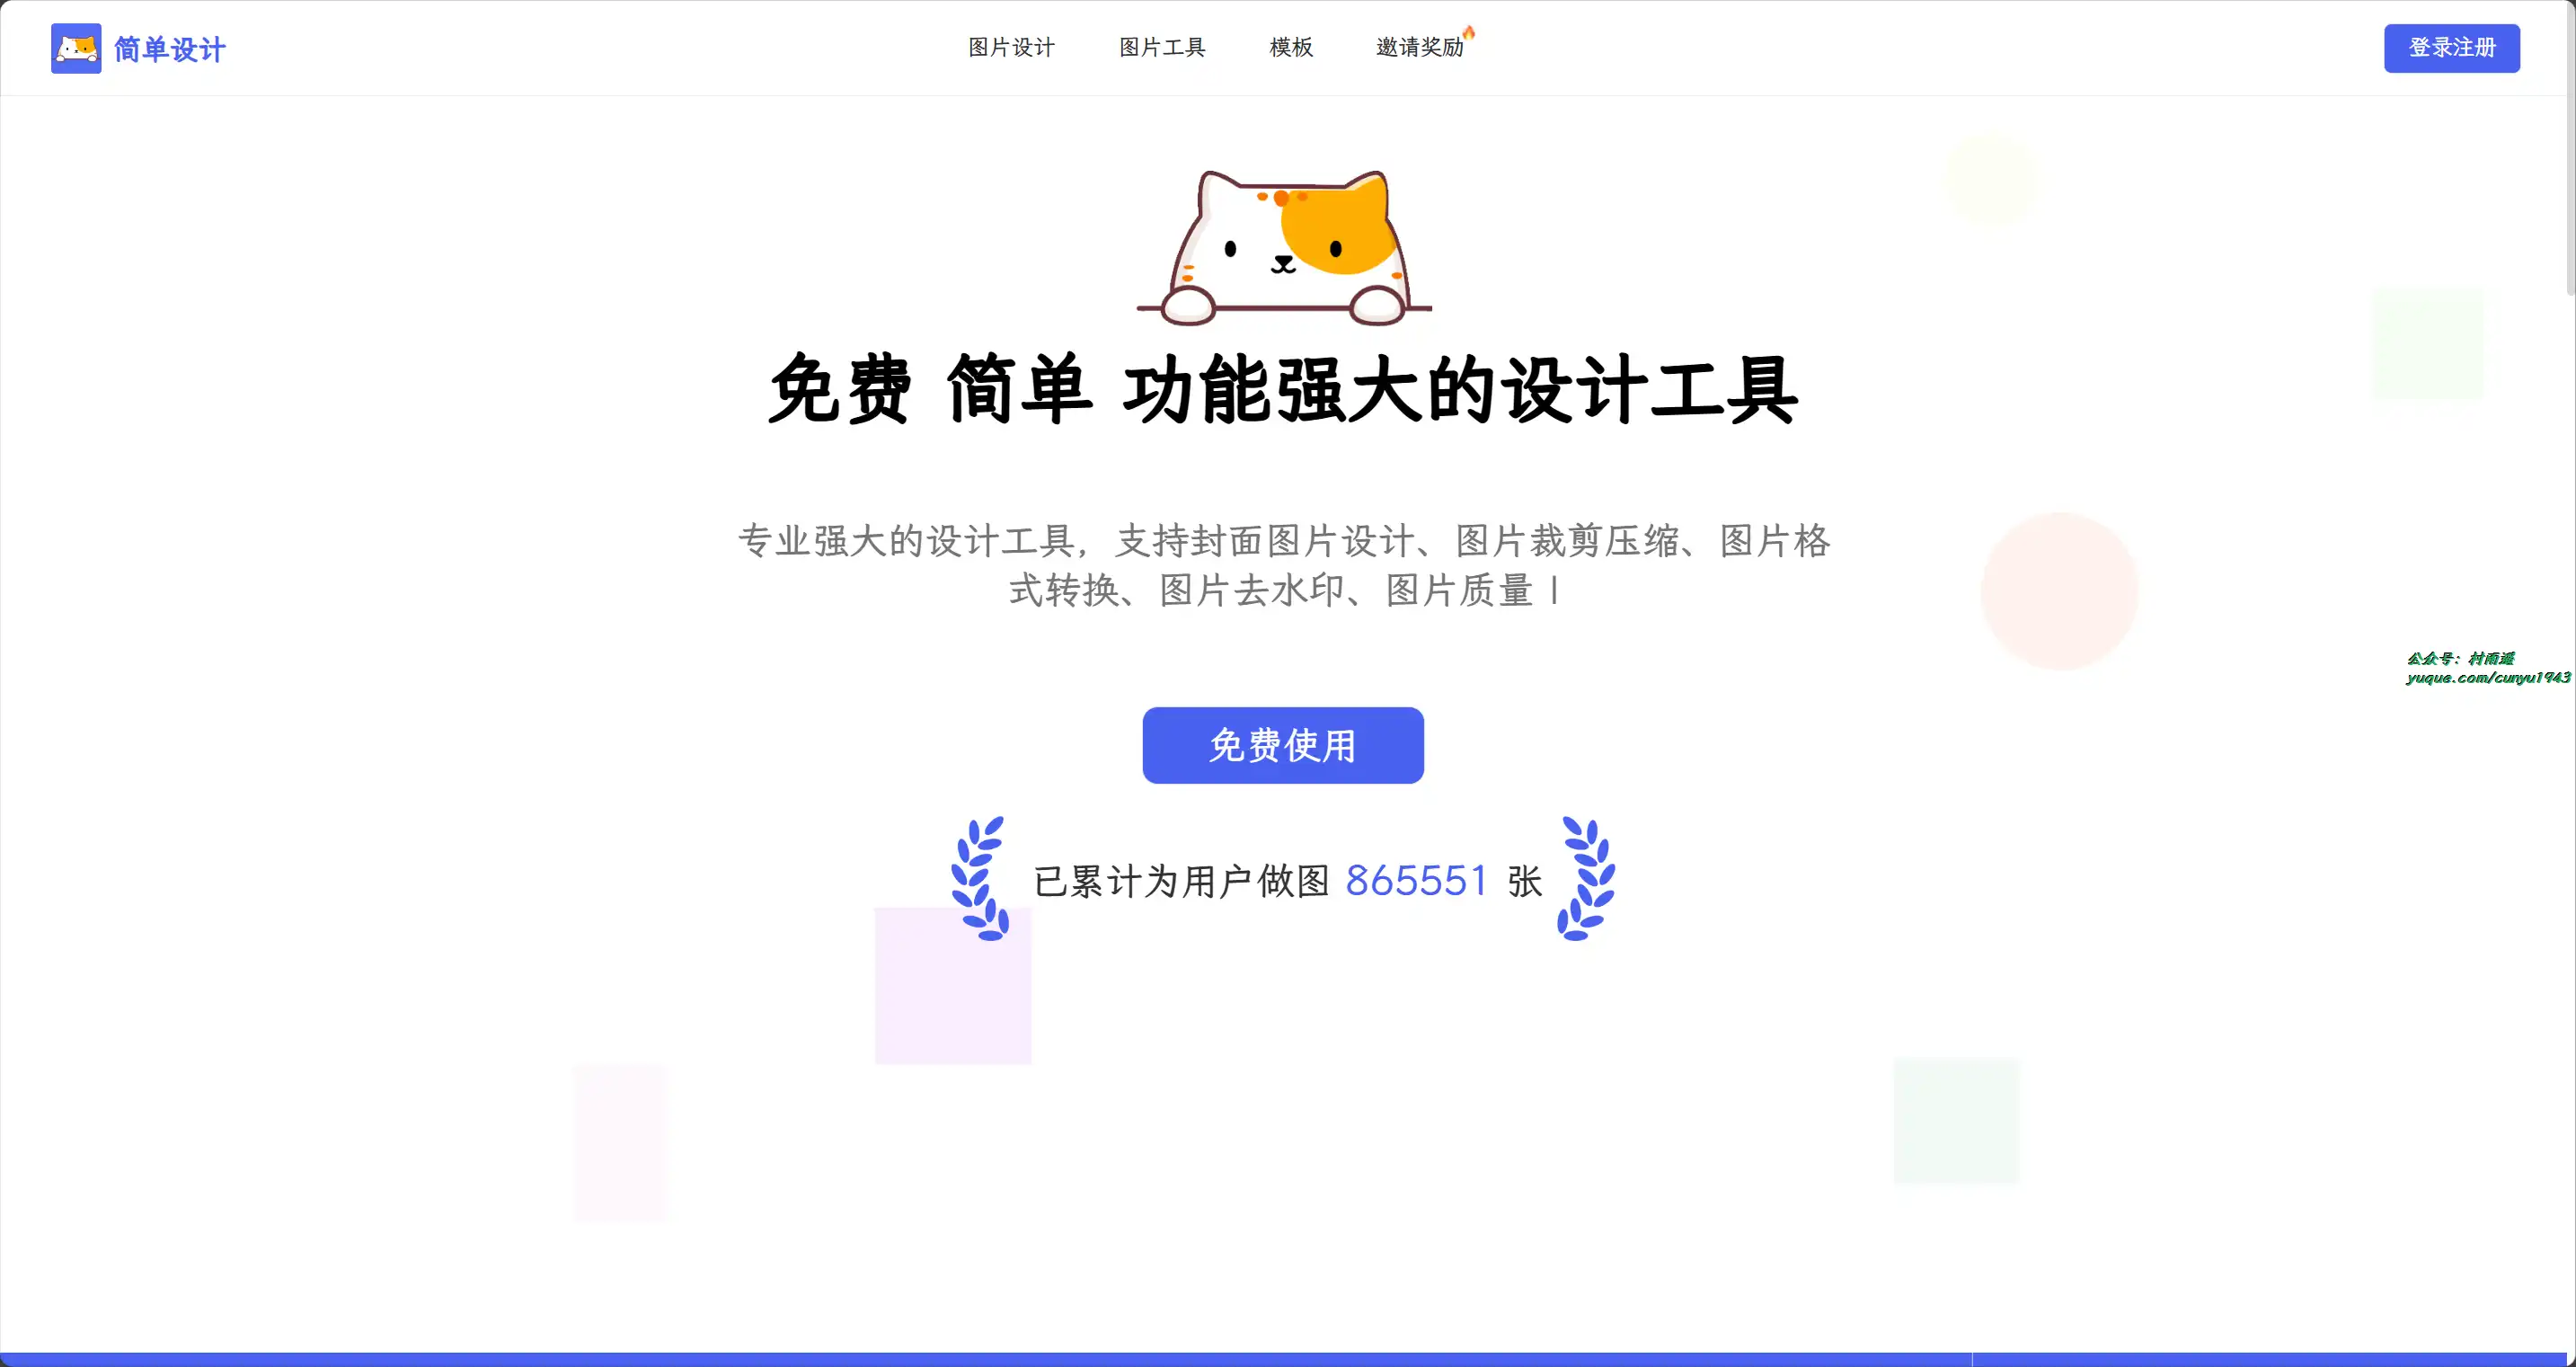 简单设计
图片设计
图片工具
模板
邀请奖励
登录注册
免费 简单 功能强大的设计工具
专业强大的设计工具，支持封面图片设计、图片裁剪压缩、图片格
式转换、图片去水印、图片质量 |
免费使用
已累计为用户做图 865551 张
公众号：村雨遥
yuque.com/cunyu1943